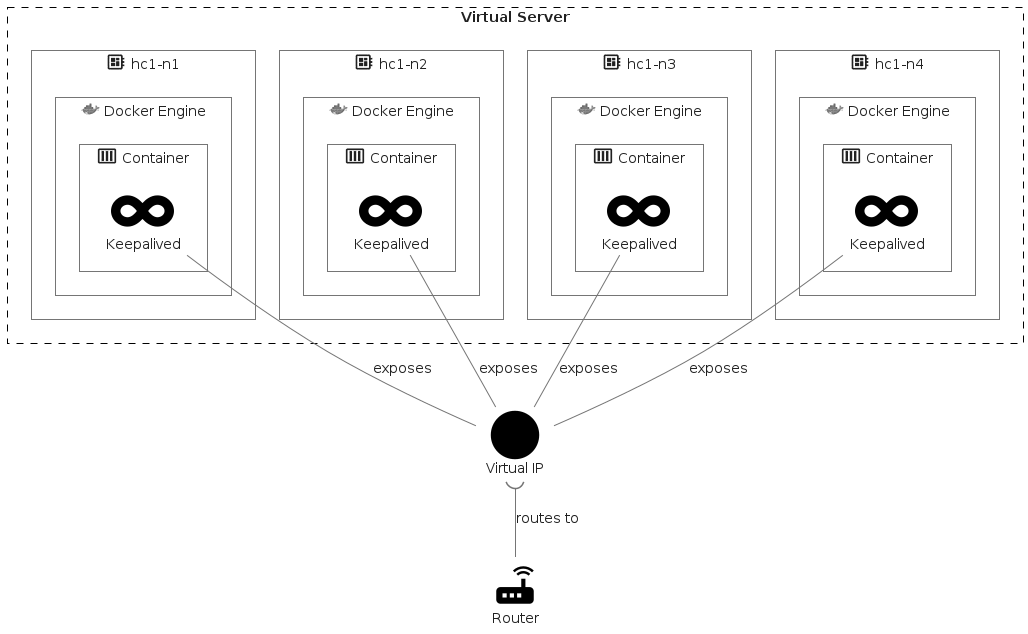 Virtual Server
hc1-n1 hc1-n2 hc1-n3 hc1-n4
Docker Engine Docker Engine Docker Engine Docker Engine
Container Container Container Container
Keepalived Keepalived Keepalived Keepalived
exposes exposes exposes exposes
Virtual IP
routes to
Router